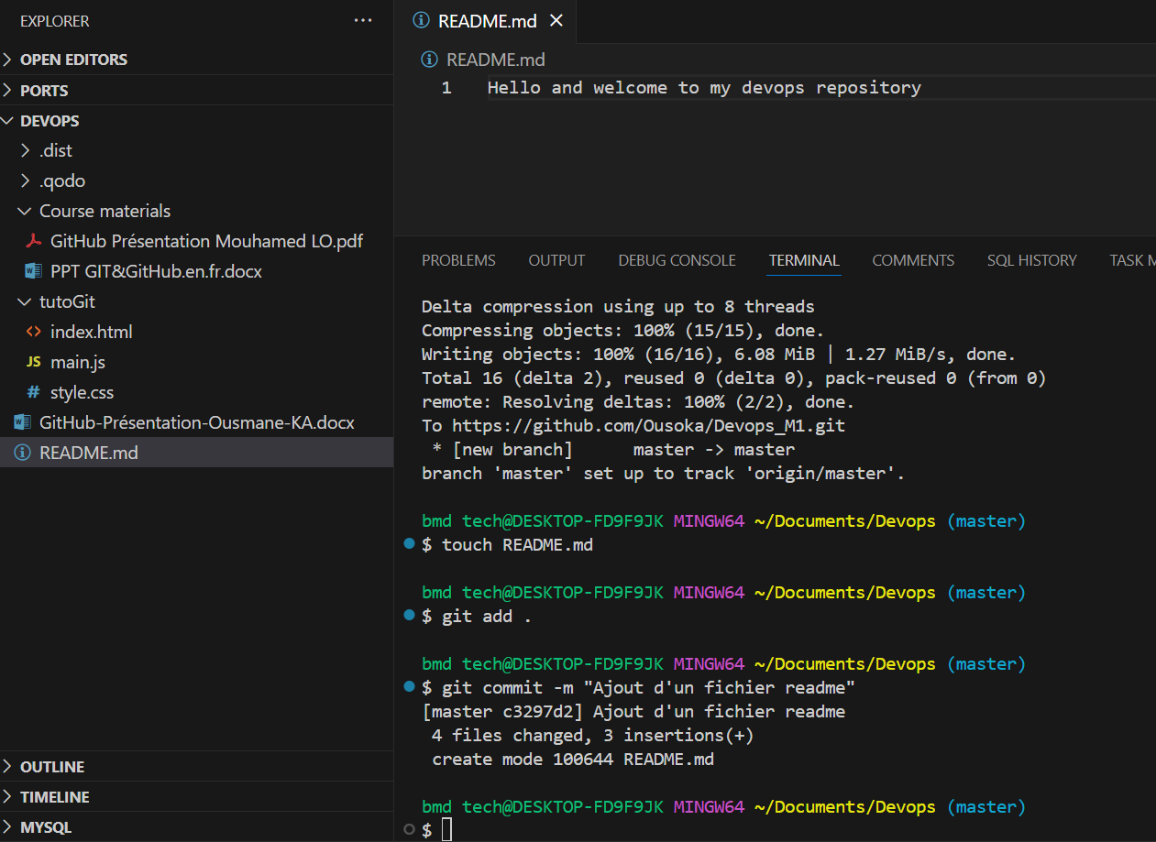 EXPLORER
···
README.md
OPEN EDITORS
PORTS
DEVOPS
.dist
.qodo
Course materials
GitHub Présentation Mouhamed LO.pdf
PPT GIT&GitHub.en.fr.docx
tutoGit
index.html
JS main.js
# style.css
GitHub-Présentation-Ousmane-KA.docx
README.md
OUTLINE
TIMELINE
MYSQL
README.md
1 Hello and welcome to my devops repository
PROBLEMS OUTPUT DEBUG CONSOLE TERMINAL COMMENTS SQL HISTORY TASK M
Delta compression using up to 8 threads
Compressing objects: 100% (15/15), done.
Writing objects: 100% (16/16), 6.08 MiB | 1.27 MiB/s, done.
Total 16 (delta 2), reused 0 (delta 0), pack-reused 0 (from 0)
remote: Resolving deltas: 100% (2/2), done.
To https://github.com/Ousoka/Devops_M1.git
* [new branch] master -> master
branch 'master' set up to track 'origin/master'.
bmd tech@DESKTOP-FD9F9JK MINGW64 ~/Documents/Devops (master)
$ touch README.md
bmd tech@DESKTOP-FD9F9JK MINGW64 ~/Documents/Devops (master)
$ git add .
bmd tech@DESKTOP-FD9F9JK MINGW64 ~/Documents/Devops (master)
$ git commit -m "Ajout d'un fichier readme"
[master c3297d2] Ajout d'un fichier readme
4 files changed, 3 insertions(+)
create mode 100644 README.md
bmd tech@DESKTOP-FD9F9JK MINGW64 ~/Documents/Devops (master)
$